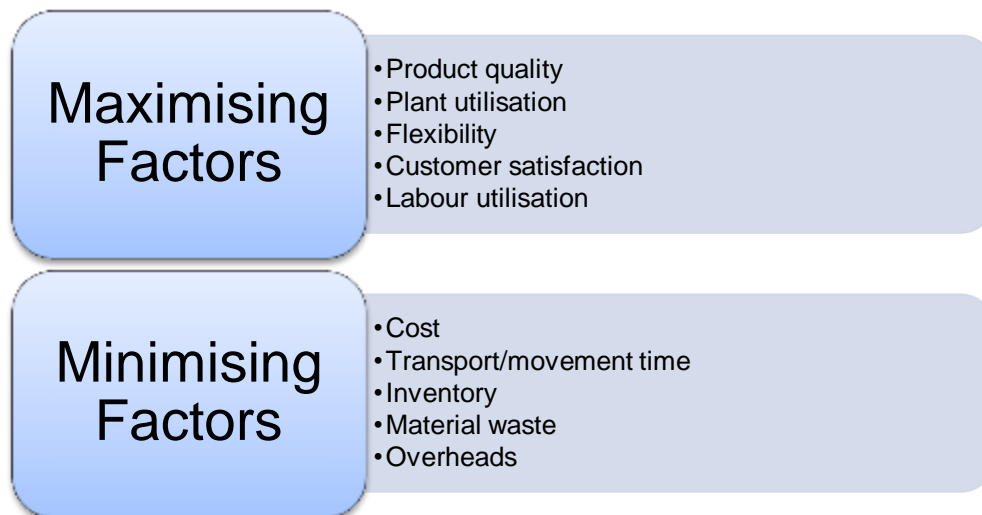 Maximising
Factors
•Product quality
•Plant utilisation
•Flexibility
•Customer satisfaction
•Labour utilisation
Minimising
Factors
•Cost
•Transport/movement time
•Inventory
•Material waste
•Overheads